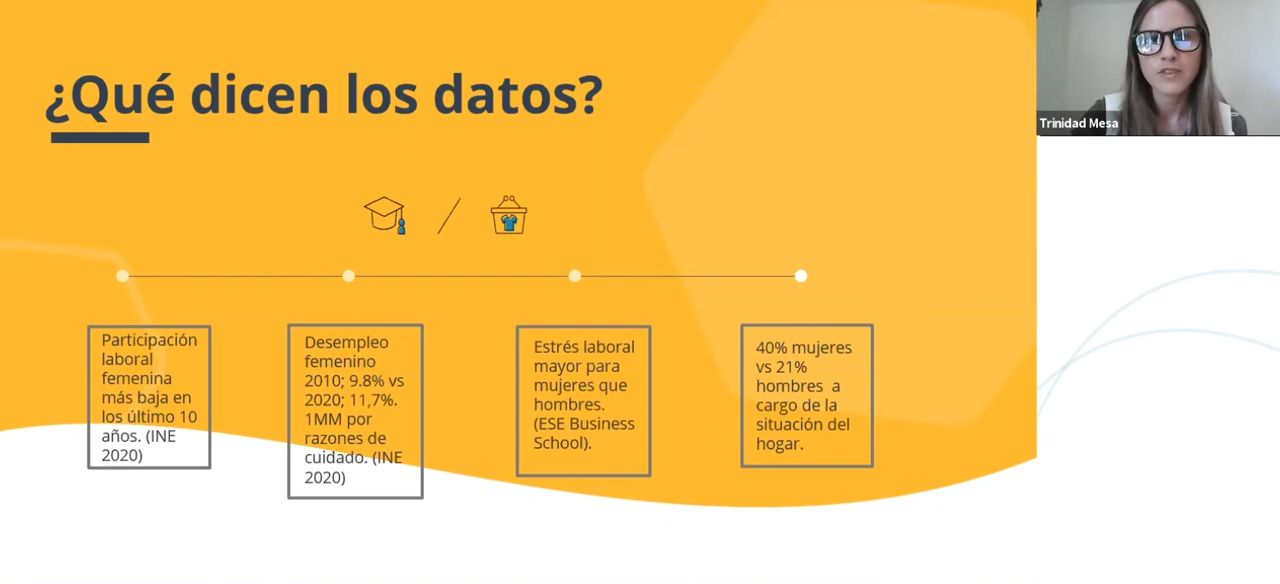 ¿Qué dicen los datos?
Trinidad Mesa
Participación
laboral
femenina
más baja en
los último 10
años. (INE
2020)
Desempleo
femenino
2010; 9.8% vs
2020; 11,7%.
1MM por
razones de
cuidado. (INE
2020)
Estrés laboral
mayor para
mujeres que
hombres.
(ESE Business
School).
40% mujeres
vs 21%
hombres a
cargo de la
situación del
hogar.